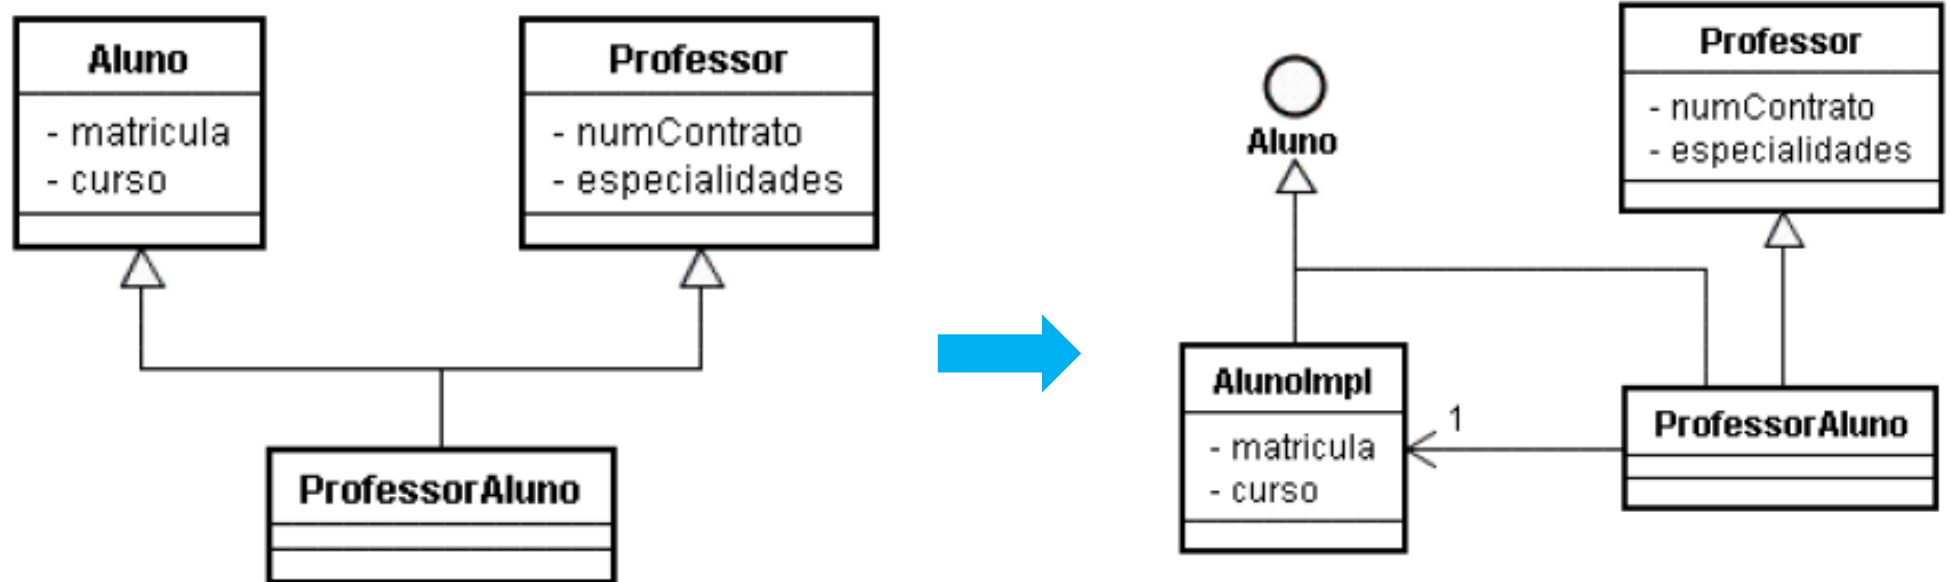 Aluno
- matricula
- curso
Professor
- numContrato
- especialidades
ProfessorAluno
Aluno
Professor
- numContrato
- especialidades
AlunoImpl
- matricula
- curso
1
ProfessorAluno